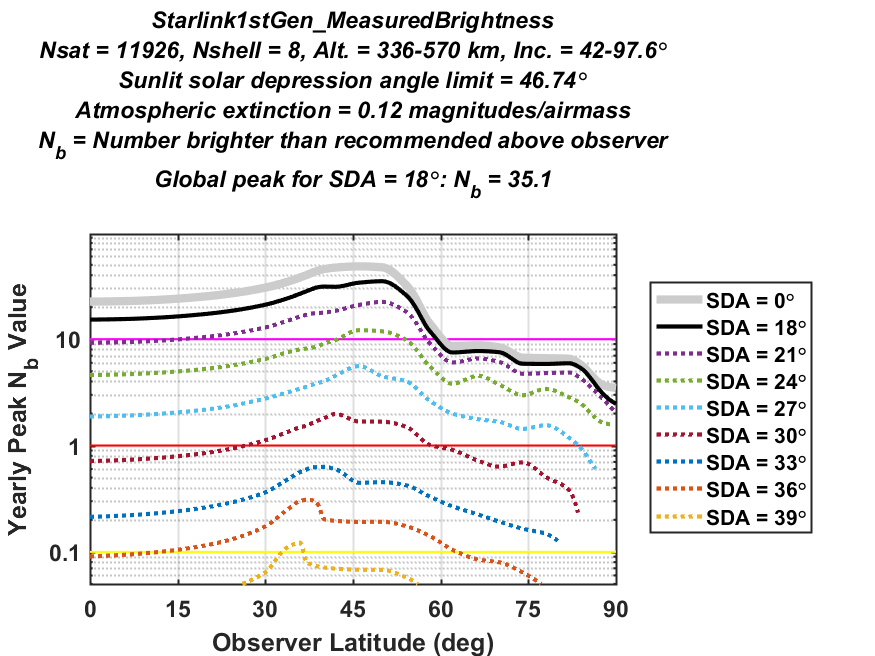 Starlink1stGen_MeasuredBrightness
Nsat = 11926, Nshell = 8, Alt. = 336-570 km, Inc. = 42-97.6°
Sunlit solar depression angle limit = 46.74°
Atmospheric extinction = 0.12 magnitudes/airmass
N_b = Number brighter than recommended above observer
Global peak for SDA = 18°: N_b = 35.1
Yearly Peak N_b Value
10
1
0.1
0 15 30 45 60 75 90
Observer Latitude (deg)
SDA = 0°
SDA = 18°
SDA = 21°
SDA = 24°
SDA = 27°
SDA = 30°
SDA = 33°
SDA = 36°
SDA = 39°